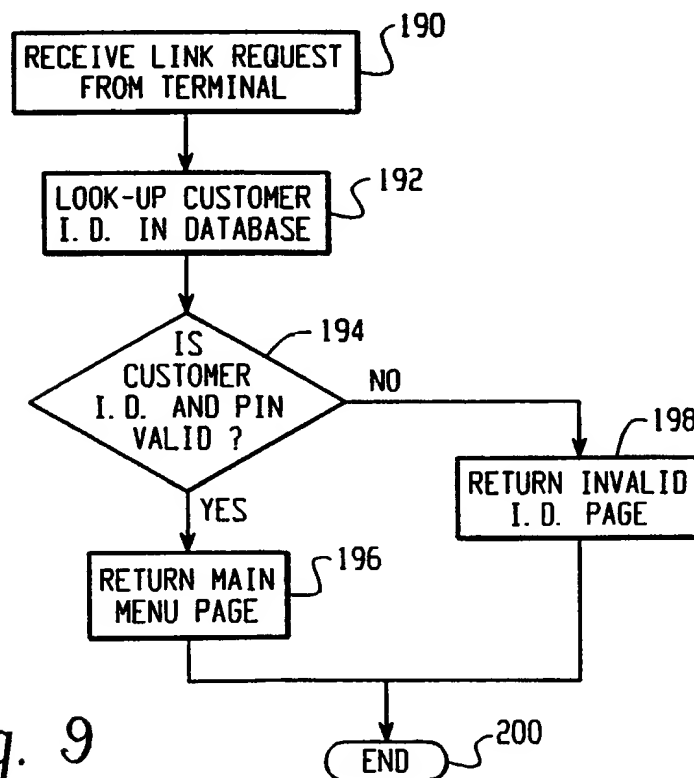 190
RECEIVE LINK REQUEST
FROM TERMINAL
192
LOOK-UP CUSTOMER
I. D. IN DATABASE
194
IS
CUSTOMER
I. D. AND PIN
VALID ?
NO
198
RETURN INVALID
I. D. PAGE
YES
196
RETURN MAIN
MENU PAGE
200
END
9